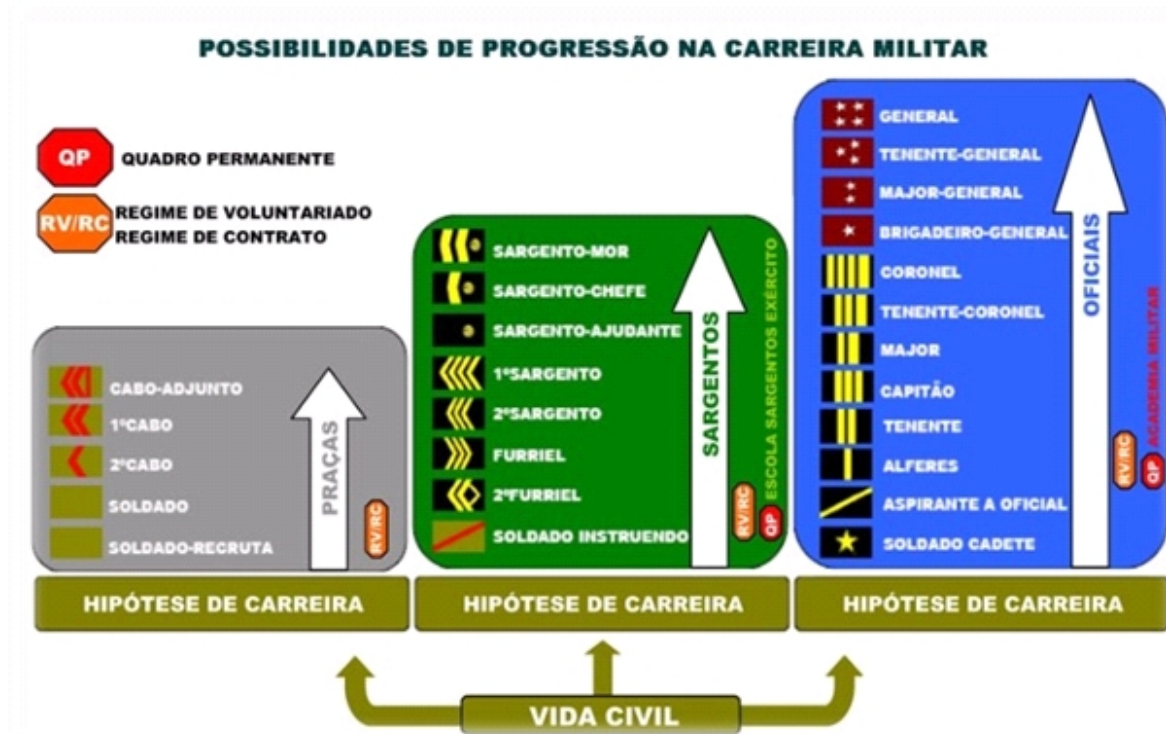 POSSIBILIDADES DE PROGRESSÃO NA CARREIRA MILITAR
QP
QUADRO PERMANENTE
RV/RC
REGIME DE VOLUNTARIADO
REGIME DE CONTRATO
CABO-ADJUNTO
1ºCABO
2ºCABO
SOLDADO
SOLDADO-RECRUTA
PRAÇAS
RV/RC
HIPÓTESE DE CARREIRA
SARGENTO-MOR
SARGENTO-CHEFE
SARGENTO-AJUDANTE
1ºSARGENTO
2ºSARGENTO
FURRIEL
2ºFURRIEL
SOLDADO INSTRUENDO
SARGENTOS
RV/RC
QP
ESCOLA SARGENTOS EXÉRCITO
HIPÓTESE DE CARREIRA
GENERAL
TENENTE-GENERAL
MAJOR-GENERAL
BRIGADEIRO-GENERAL
CORONEL
TENENTE-CORONEL
MAJOR
CAPITÃO
TENENTE
ALFERES
ASPIRANTE A OFICIAL
SOLDADO CADETE
OFICIAIS
RV/RC
QP
ACADEMIA MILITAR
HIPÓTESE DE CARREIRA
VIDA CIVIL